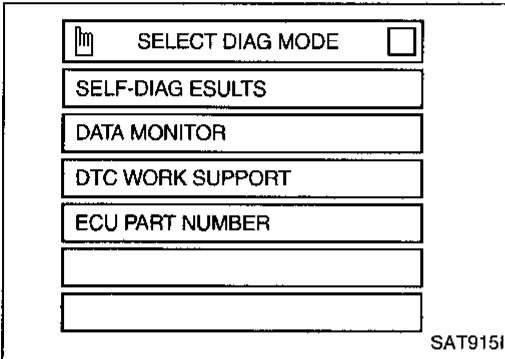 SELECT DIAG MODE
SELF-DIAG ESULTS
DATA MONITOR
DTC WORK SUPPORT
ECU PART NUMBER
SAT915I